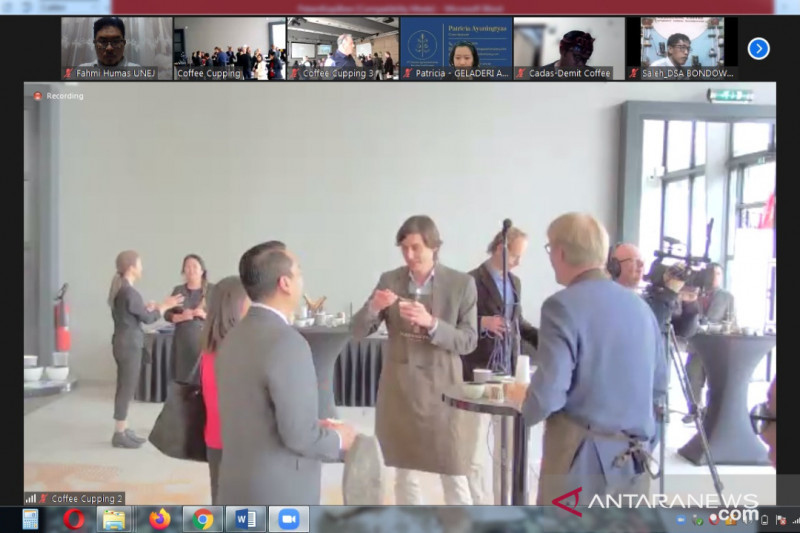 Patricia Ayuningtyas
Fahmi Humas UNEJ
Coffee Cupping
Coffee Cupping 3
Patricia - GELADERI A...
Cadas-Demit Coffee
Saleh_DSA BONDOW...
Recording
Coffee Cupping 2
ANTARANEWS
.com
W